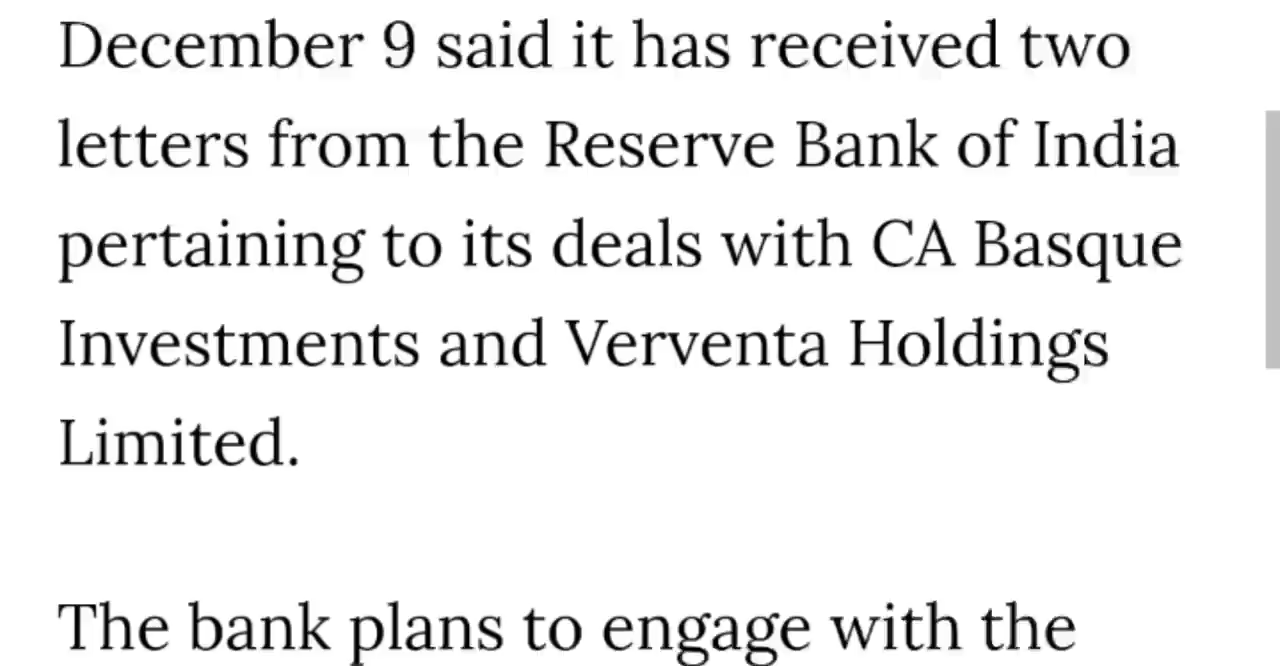 December 9 said it has received two
letters from the Reserve Bank of India
pertaining to its deals with CA Basque
Investments and Verventa Holdings
Limited.
The bank plans to engage with the